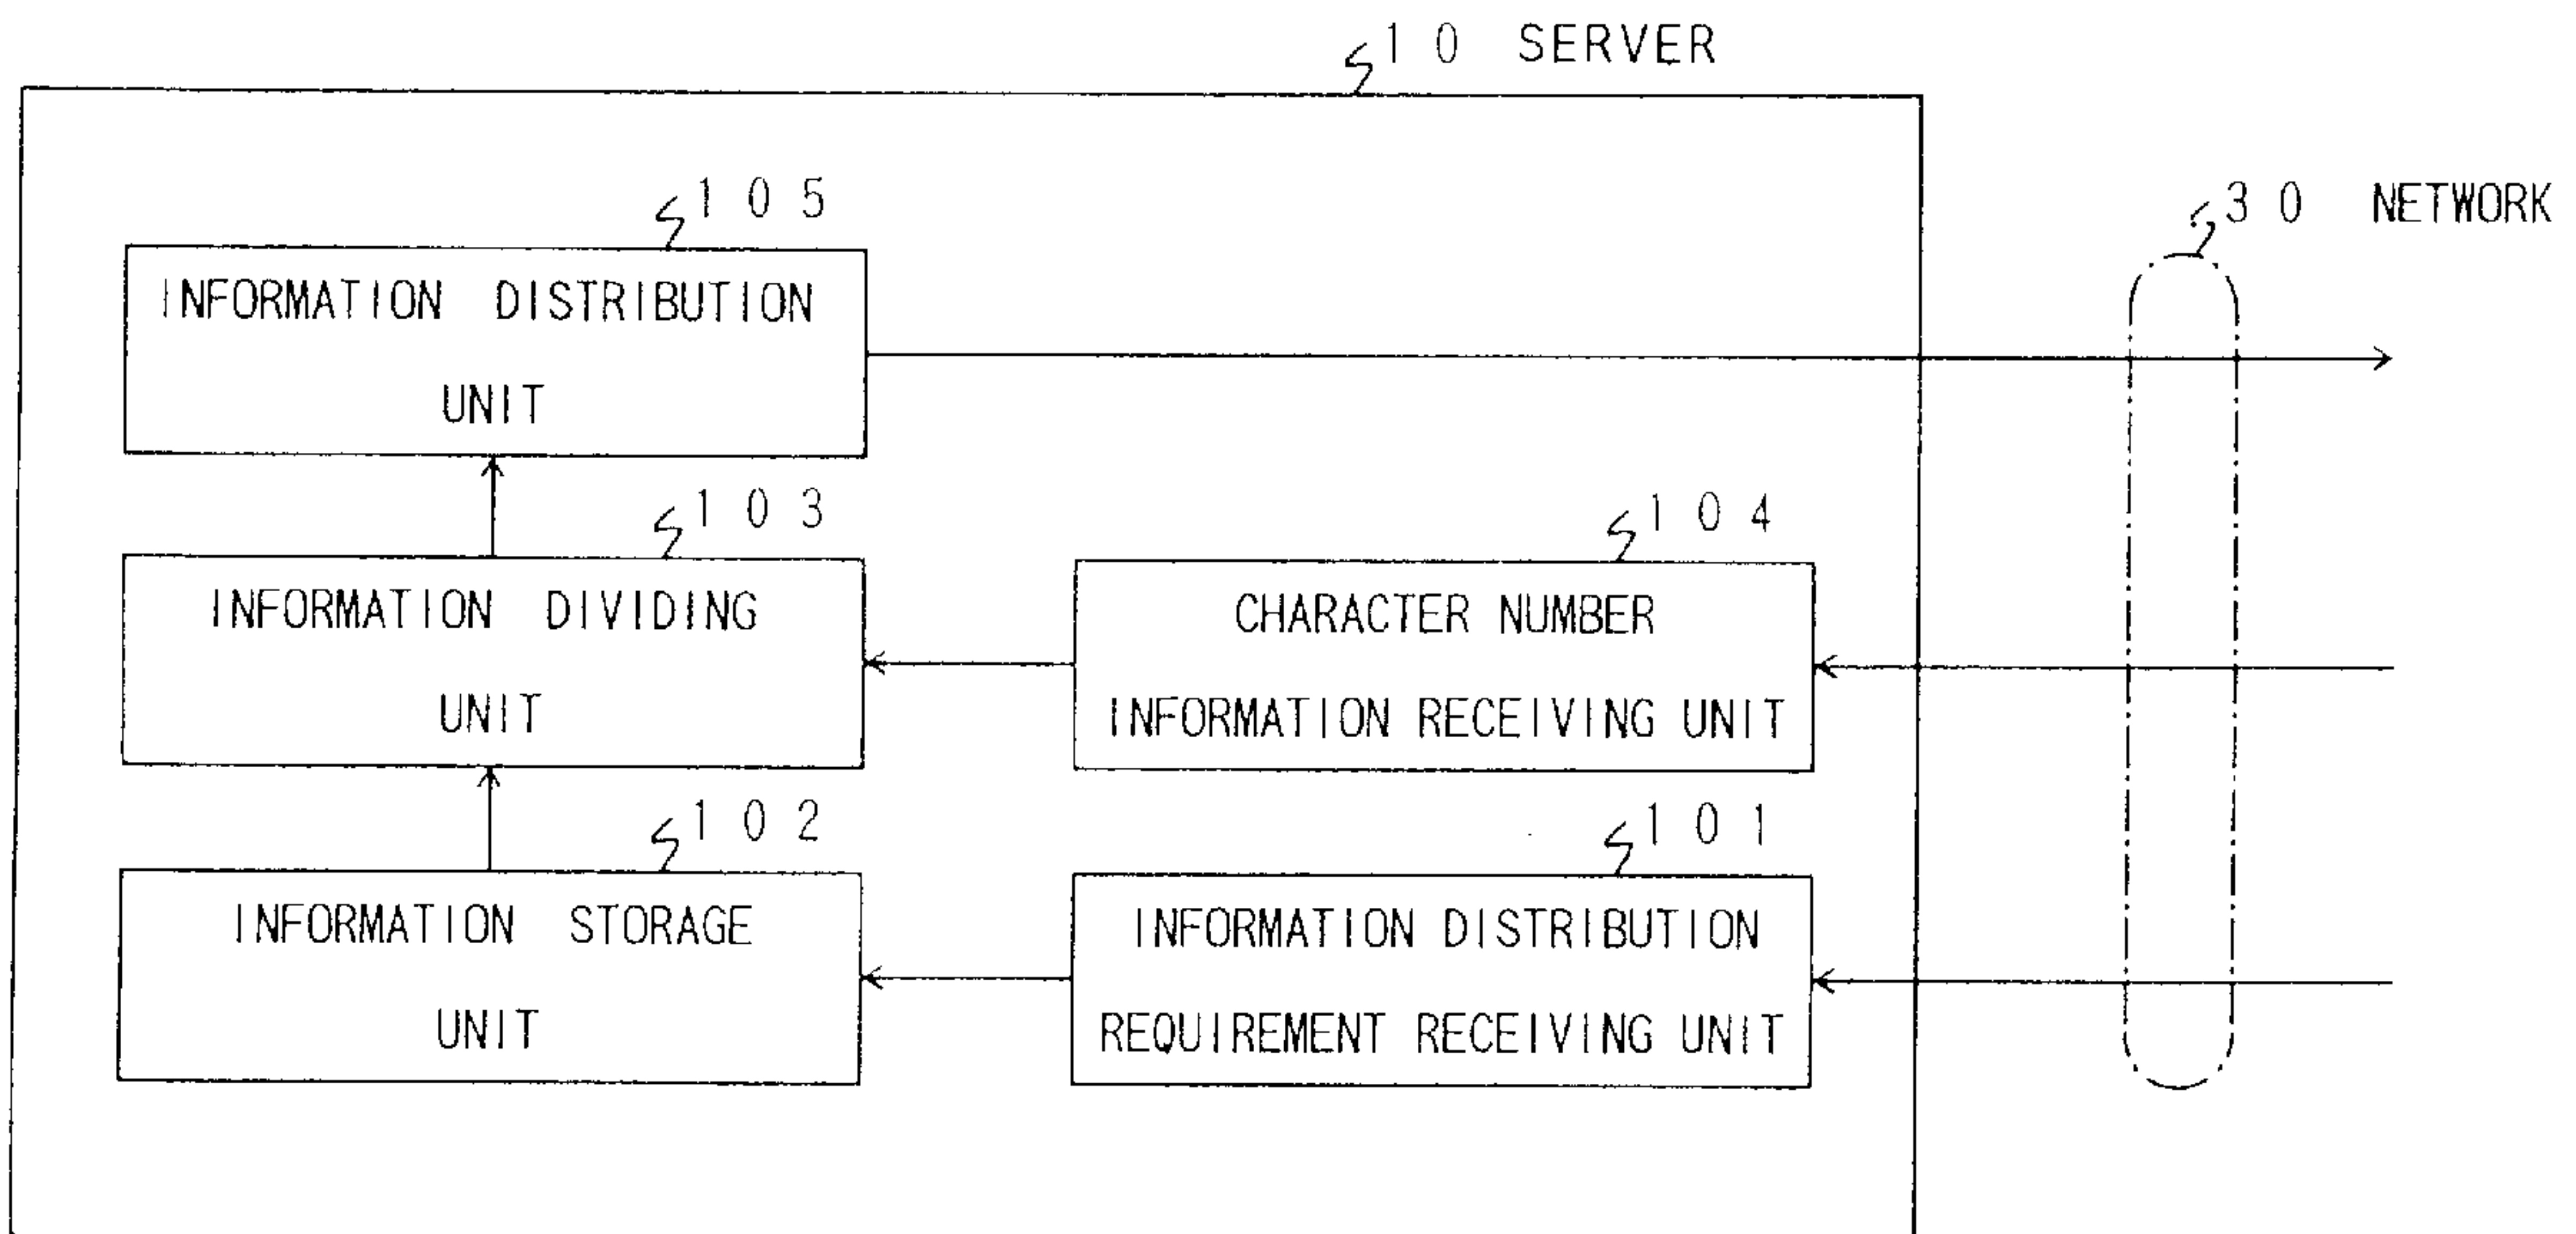 10 SERVER
30 NETWORK
105
INFORMATION DISTRIBUTION
UNIT
103
INFORMATION DIVIDING
UNIT
104
CHARACTER NUMBER
INFORMATION RECEIVING UNIT
102
INFORMATION STORAGE
UNIT
101
INFORMATION DISTRIBUTION
REQUIREMENT RECEIVING UNIT